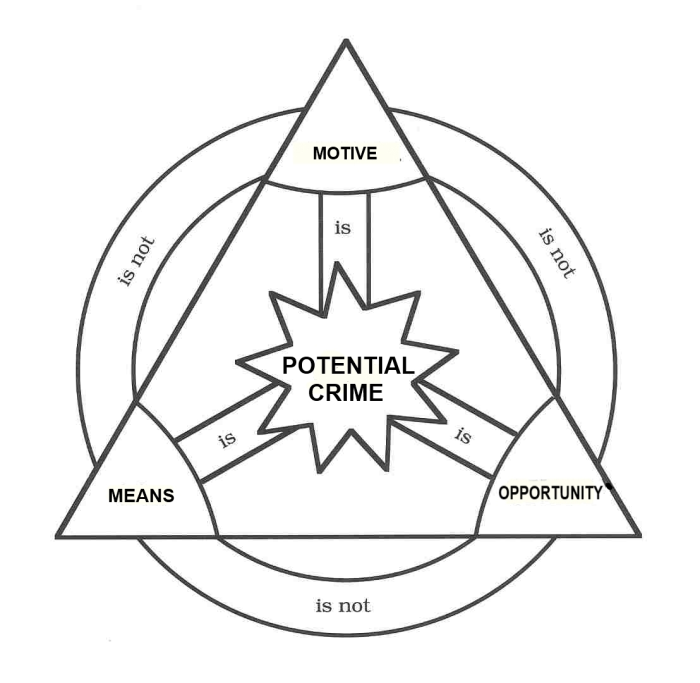 MOTIVE
is
is not
is not
POTENTIAL
CRIME
is
is
MEANS
OPPORTUNITY
is not